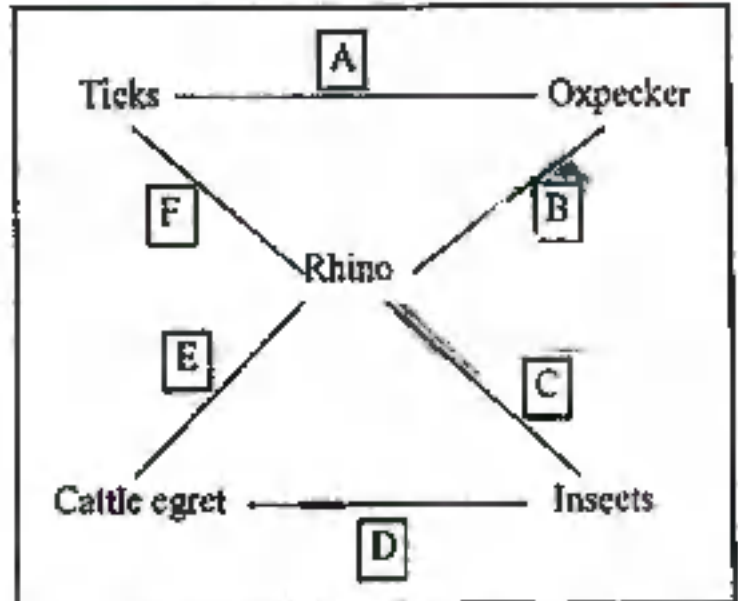 A
Ticks Oxpecker
F B
Rhino
E C
Cattle egret Insects
D